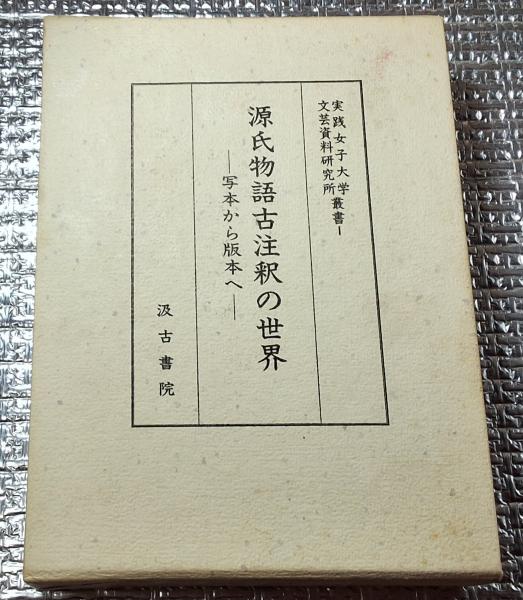 実践女子大学
文芸資料研究所
叢書1
源氏物語古注釈の世界
―写本から版本へ―
汲古書院